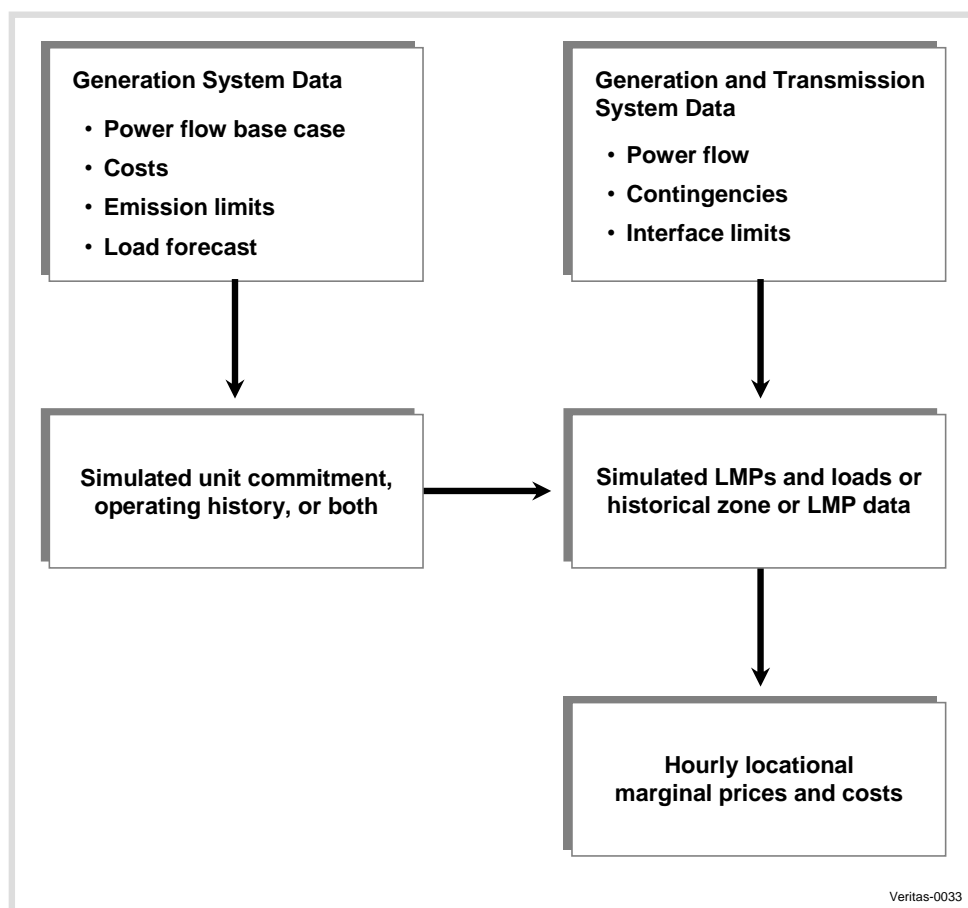 Generation System Data
• Power flow base case
• Costs
• Emission limits
• Load forecast
Generation and Transmission
System Data
• Power flow
• Contingencies
• Interface limits
Simulated unit commitment,
operating history, or both
Simulated LMPs and loads or
historical zone or LMP data
Hourly locational
marginal prices and costs
Veritas-0033